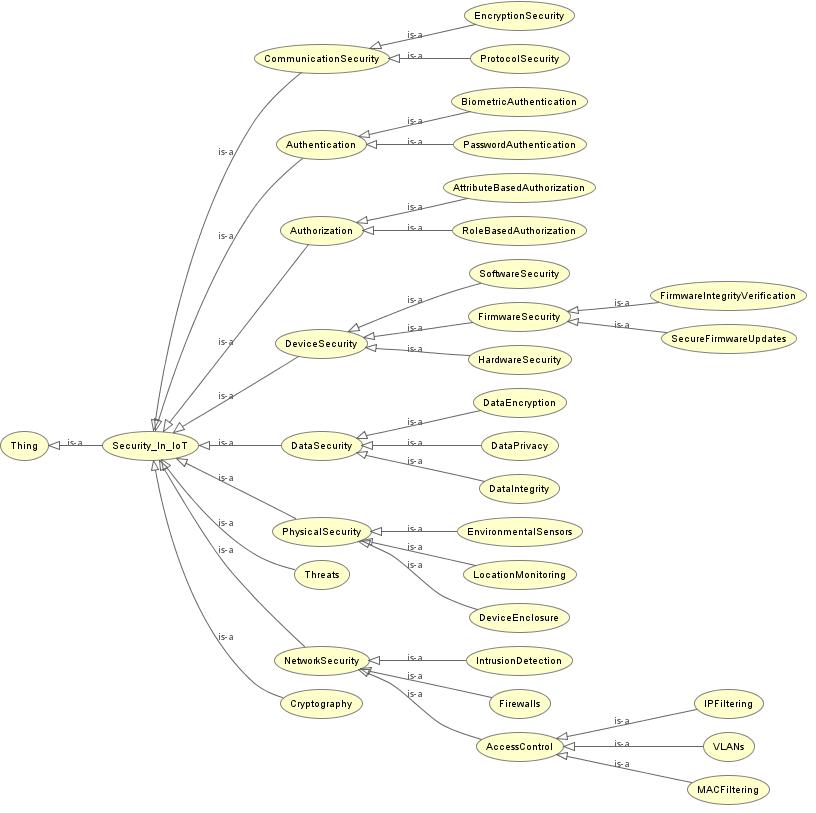 EncryptionSecurity
is-a
CommunicationSecurity
is-a
ProtocolSecurity
BiometricAuthentication
is-a
is-a
Authentication
is-a
PasswordAuthentication
AttributeBasedAuthorization
is-a
is-a
Authorization
is-a
RoleBasedAuthorization
SoftwareSecurity
is-a
FirmwareIntegrityVerification
is-a
FirmwareSecurity
is-a
is-a
SecureFirmwareUpdates
is-a
DeviceSecurity
is-a
HardwareSecurity
is-a
DataEncryption
is-a
Thing
is-a
Security_In_IoT
is-a
DataSecurity
is-a
DataPrivacy
is-a
DataIntegrity
is-a
is-a
PhysicalSecurity
is-a
EnvironmentalSensors
is-a
is-a
is-a
Threats
LocationMonitoring
DeviceEnclosure
is-a
NetworkSecurity
is-a
IntrusionDetection
is-a
is-a
Cryptography
Firewalls
IPFiltering
is-a
AccessControl
is-a
VLANs
is-a
MACFiltering